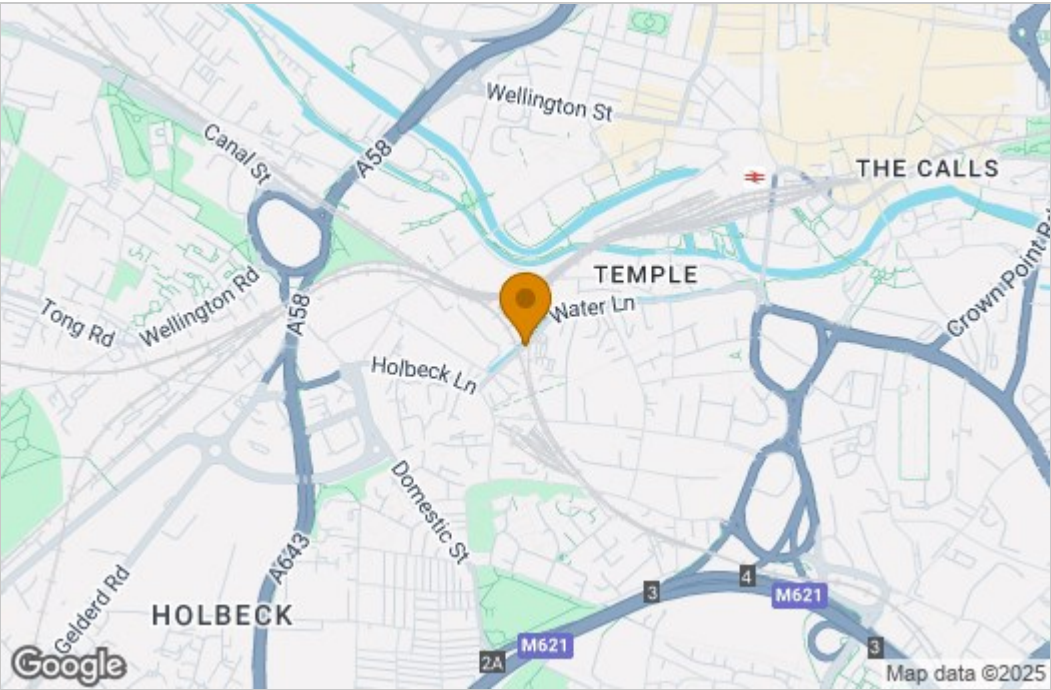 Wellington St
Canal St
A58
THE CALLS
TEMPLE
Water Ln
Crown Point Rd
Wellington Rd
Tong Rd
A58
Holbeck Ln
Domestic St
A643
Gelderd Rd
HOLBECK
3
4
M621
M621
2A
3
Google
Map data ©2025